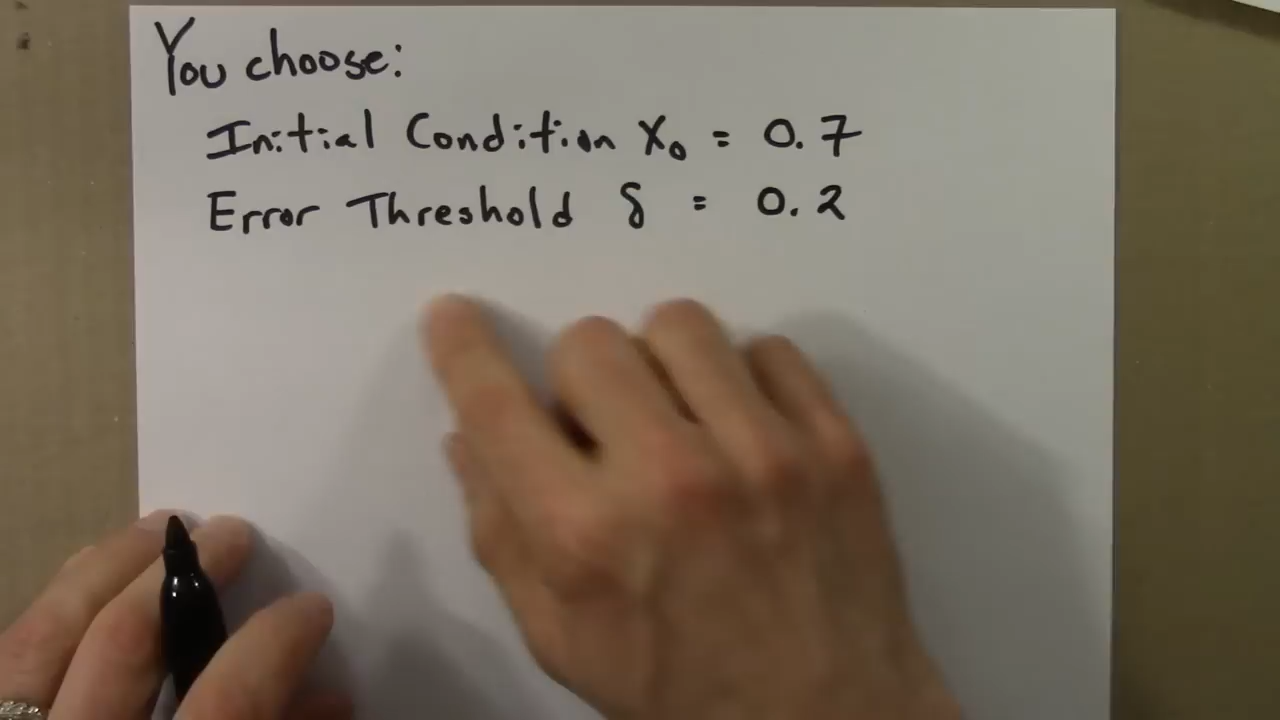 You choose:
Initial Condition X₀ = 0.7
Error Threshold δ = 0.2